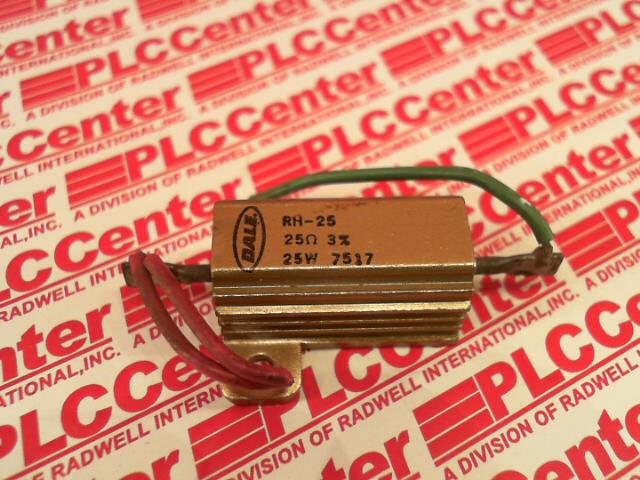 PLCCenter
A DIVISION OF RADWELL INTERNATIONAL, INC.
DALE
RH-25
25Ω 3%
25W 7517